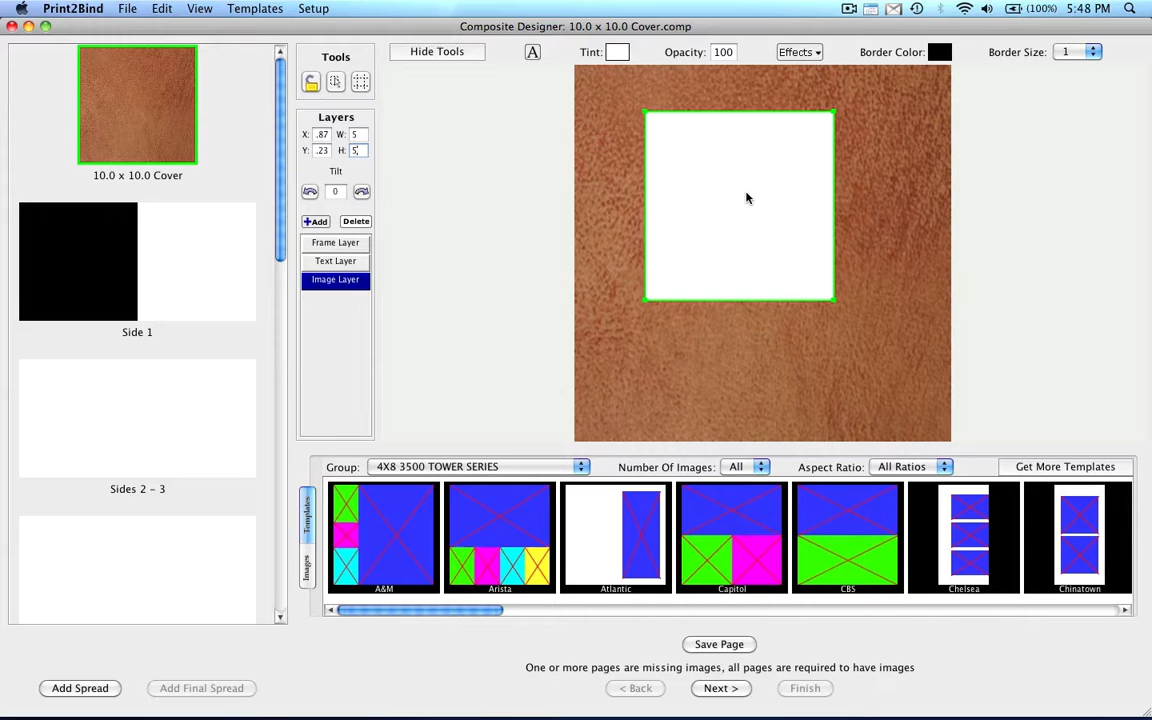 Print2Bind File Edit View Templates Setup (100%) 5:48 PM
Composite Designer: 10.0 x 10.0 Cover.comp
Tools Hide Tools A Tint: Opacity: 100 Effects Border Color: Border Size: 1
Layers
X: .87 W: 5
Y: .23 H: 5
Tilt
0
+Add Delete
Frame Layer
Text Layer
Image Layer
10.0 x 10.0 Cover
Side 1
Sides 2 - 3
Group: 4X8 3500 TOWER SERIES Number Of Images: All Aspect Ratio: All Ratios Get More Templates
Templates
Images
A&M Arista Atlantic Capitol CBS Chelsea Chinatown
Save Page
One or more pages are missing images, all pages are required to have images
Add Spread Add Final Spread < Back Next > Finish